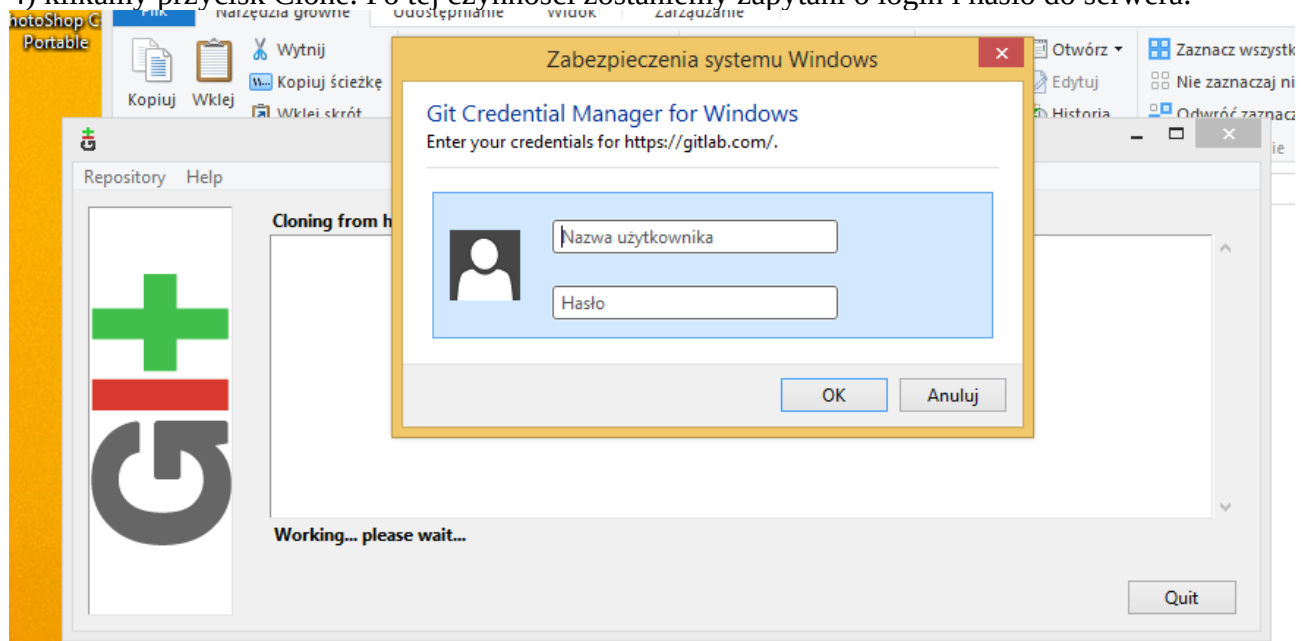 4) klikamy przycisk Clone. Po tej czynności zostaniemy zapytani o login i hasło do serwera.
Plik Narzędzia główne Udostępnianie Widok Zarządzanie
hotoShop C
Portable
Kopiuj
Wklej
Wytnij
Kopiuj ścieżkę
Wklej skrót
Otwórz
Edytuj
Historia
Zaznacz wszystk
Nie zaznaczaj ni
Odwróć zaznacz
ie
Zabezpieczenia systemu Windows
Git Credential Manager for Windows
Enter your credentials for https://gitlab.com/.
Nazwa użytkownika
Hasło
OK
Anuluj
Repository Help
GIt
Cloning from h
Working... please wait...
Quit